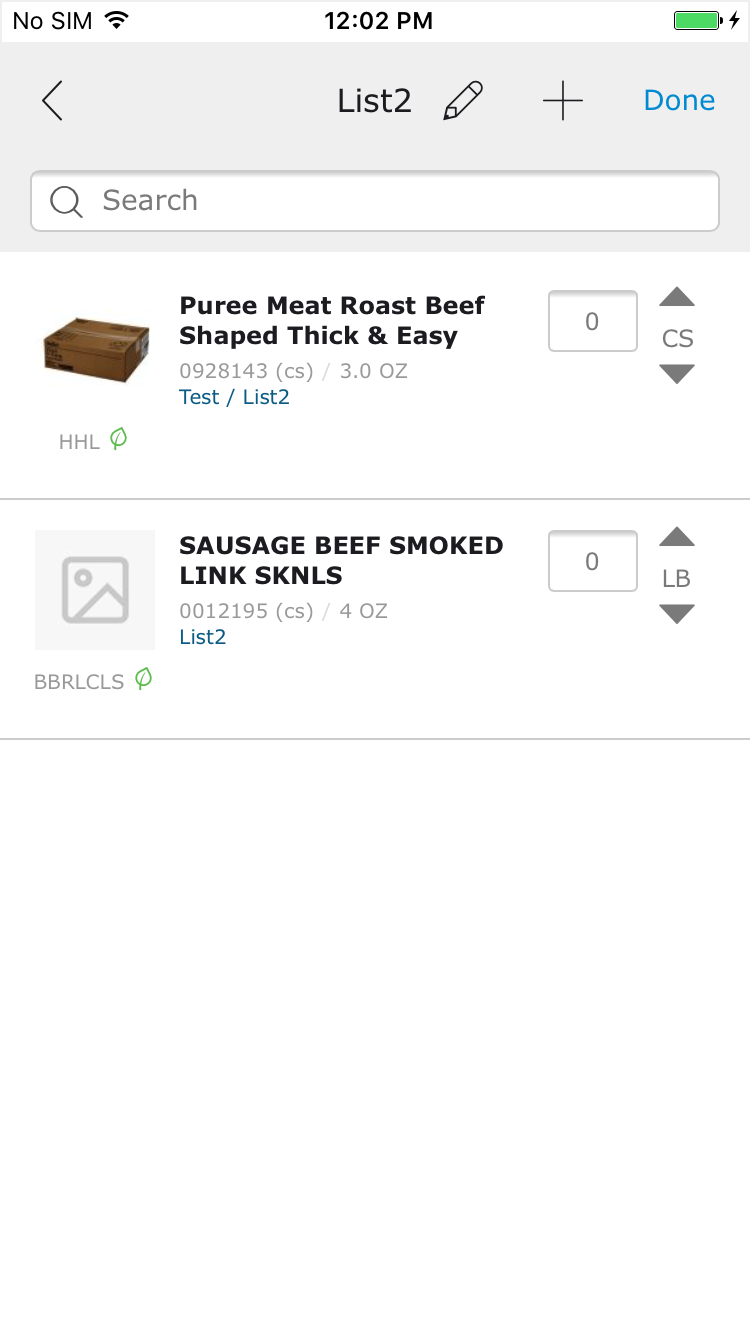 No SIM 12:02 PM
List2 Done
Search
Puree Meat Roast Beef
Shaped Thick & Easy
0928143 (cs) / 3.0 OZ
Test / List2
HHL
0
CS
SAUSAGE BEEF SMOKED
LINK SKNLS
0012195 (cs) / 4 OZ
List2
BBRLCLS
0
LB